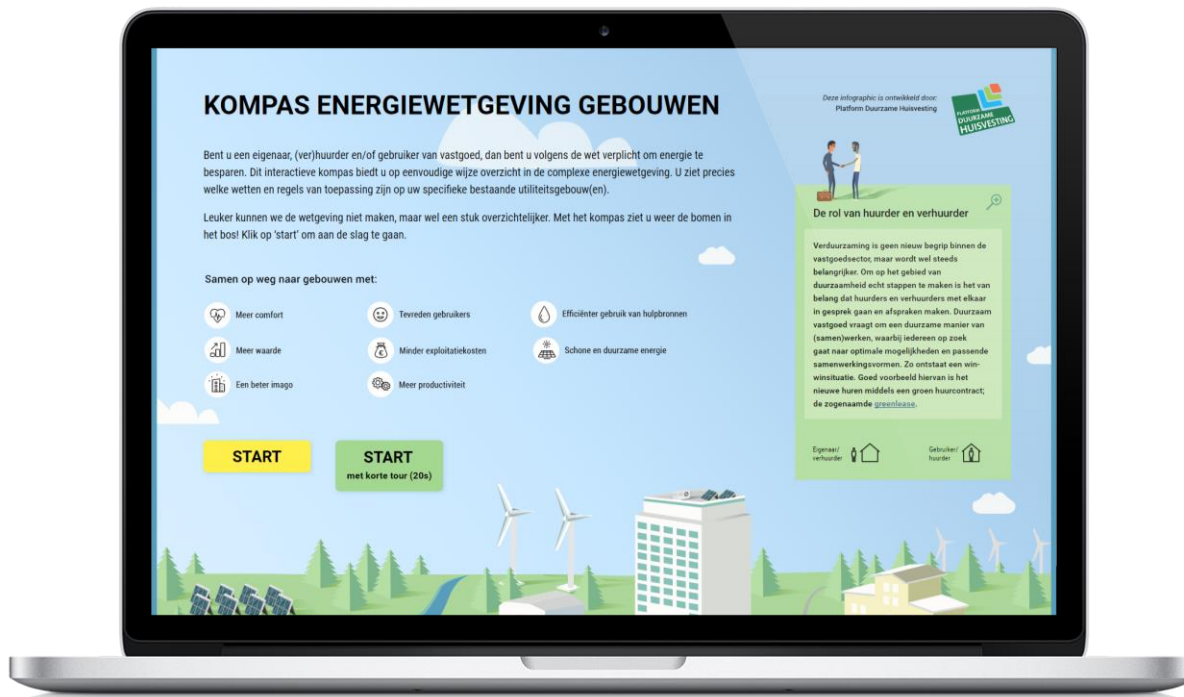 KOMPAS ENERGIEWETGEVING GEBOUWEN
Bent u een eigenaar, (ver)huurder en/of gebruiker van vastgoed, dan bent u volgens de wet verplicht om energie te
besparen. Dit interactieve kompas biedt u op eenvoudige wijze overzicht in de complexe energiewetgeving. U ziet precies
welke wetten en regels van toepassing zijn op uw specifieke bestaande utiliteitsgebouw(en).
Leuker kunnen we de wetgeving niet maken, maar wel een stuk overzichtelijker. Met het kompas ziet u weer de bomen in
het bos! Klik op 'start' om aan de slag te gaan.
Samen op weg naar gebouwen met:
Meer comfort
Tevreden gebruikers
Efficiënter gebruik van hulpbronnen
Meer waarde
Minder exploitatiekosten
Schone en duurzame energie
Een beter imago
Meer productiviteit
START
START
met korte tour (20s)
Deze infographic is ontwikkeld door:
Platform Duurzame Huisvesting
PLATFORM
DUURZAME
HUISVESTING
De rol van huurder en verhuurder
Verduurzaming is geen nieuw begrip binnen de
vastgoedsector, maar wordt wel steeds
belangrijker. Om op het gebied van
duurzaamheid echt stappen te maken is het van
belang dat huurders en verhuurders met elkaar
in gesprek gaan en afspraken maken. Duurzaam
vastgoed vraagt om een duurzame manier van
(samen)werken, waarbij iedereen op zoek
gaat naar optimale mogelijkheden en passende
samenwerkingsvormen. Zo ontstaat een win-
winsituatie. Goed voorbeeld hiervan is het
nieuwe huren middels een groen huurcontract;
de zogenaamde greenlease.
Eigenaar/
verhuurder
Gebruiker/
huurder